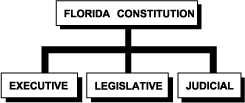 FLORIDA CONSTITUTION
EXECUTIVE
LEGISLATIVE
JUDICIAL